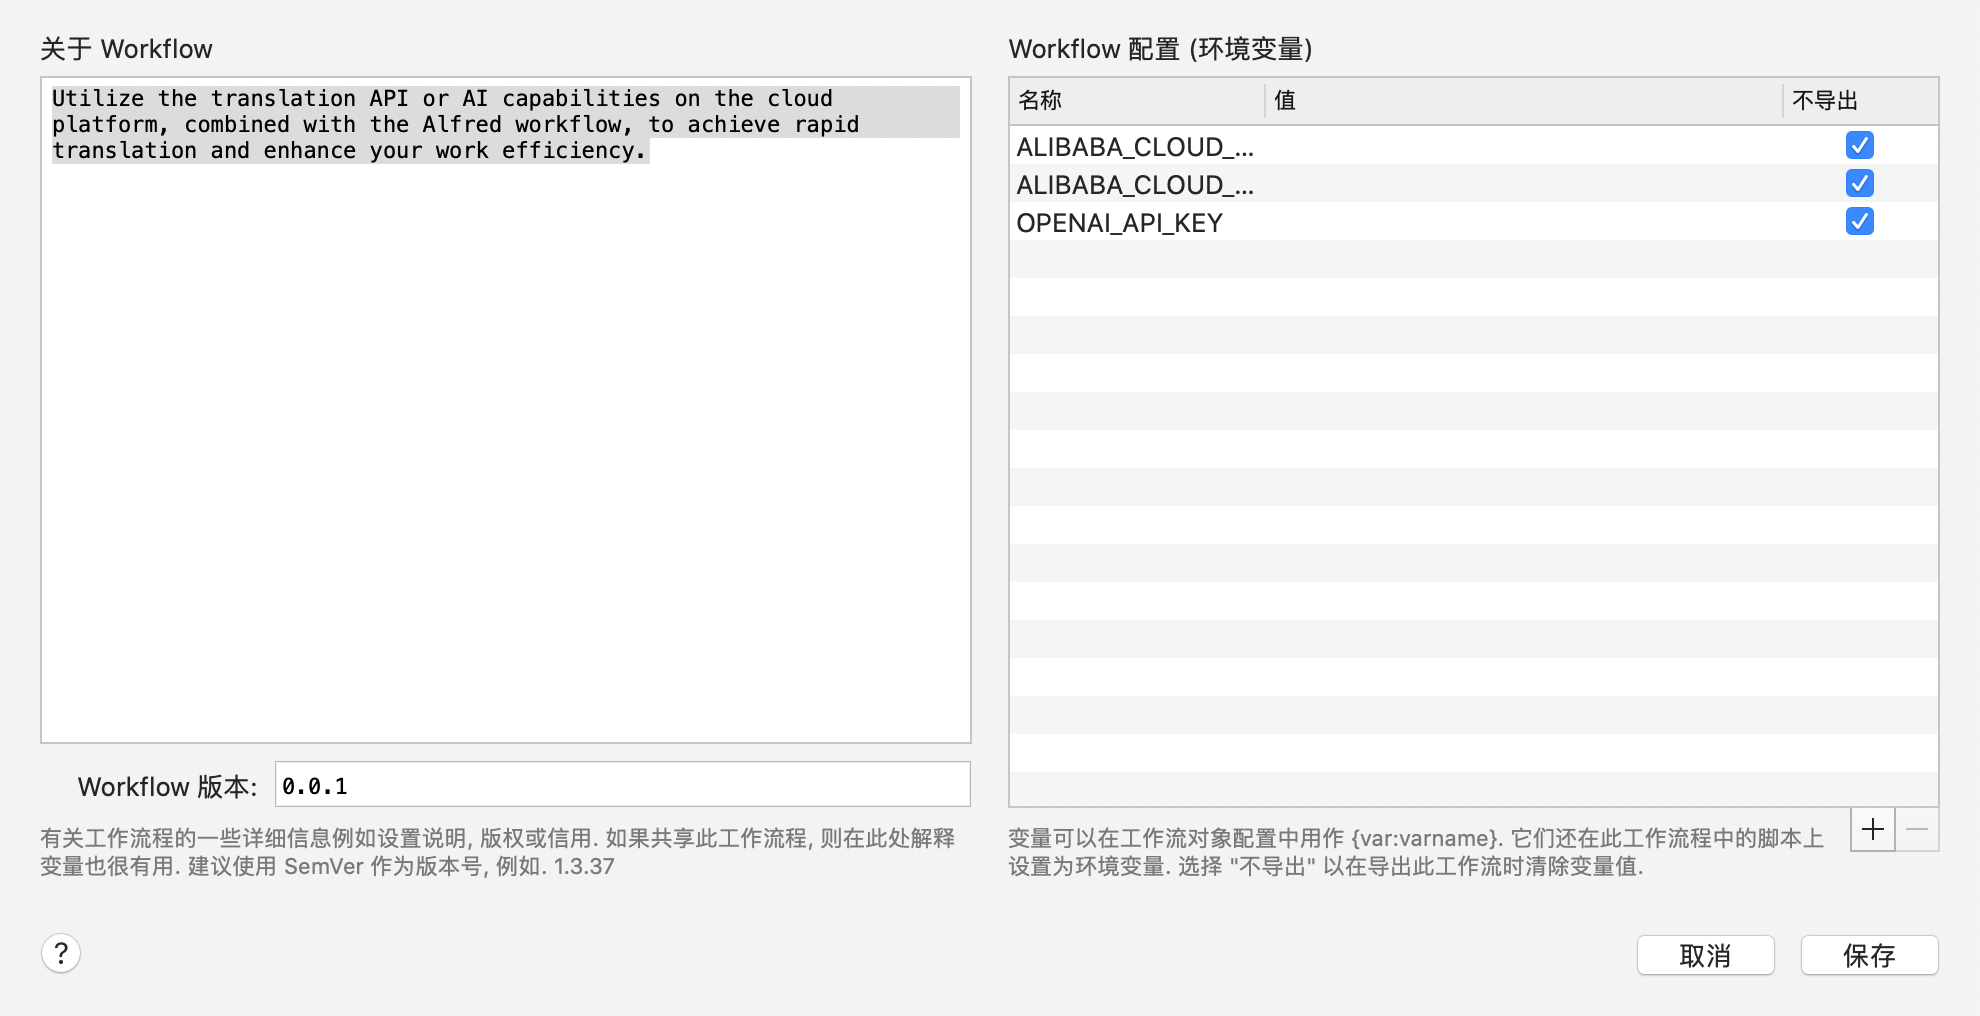 关于 Workflow
Utilize the translation API or AI capabilities on the cloud
platform, combined with the Alfred workflow, to achieve rapid
translation and enhance your work efficiency.
Workflow 版本:
0.0.1
有关工作流程的一些详细信息例如设置说明, 版权或信用. 如果共享此工作流程, 则在此处解释
变量也很有用. 建议使用 SemVer 作为版本号, 例如. 1.3.37
Workflow 配置 (环境变量)
名称 值 不导出
ALIBABA_CLOUD_...
ALIBABA_CLOUD_...
OPENAI_API_KEY
变量可以在工作流对象配置中用作 {var:varname}. 它们还在此工作流程中的脚本上
设置为环境变量. 选择 "不导出" 以在导出此工作流时清除变量值.
?
取消
保存